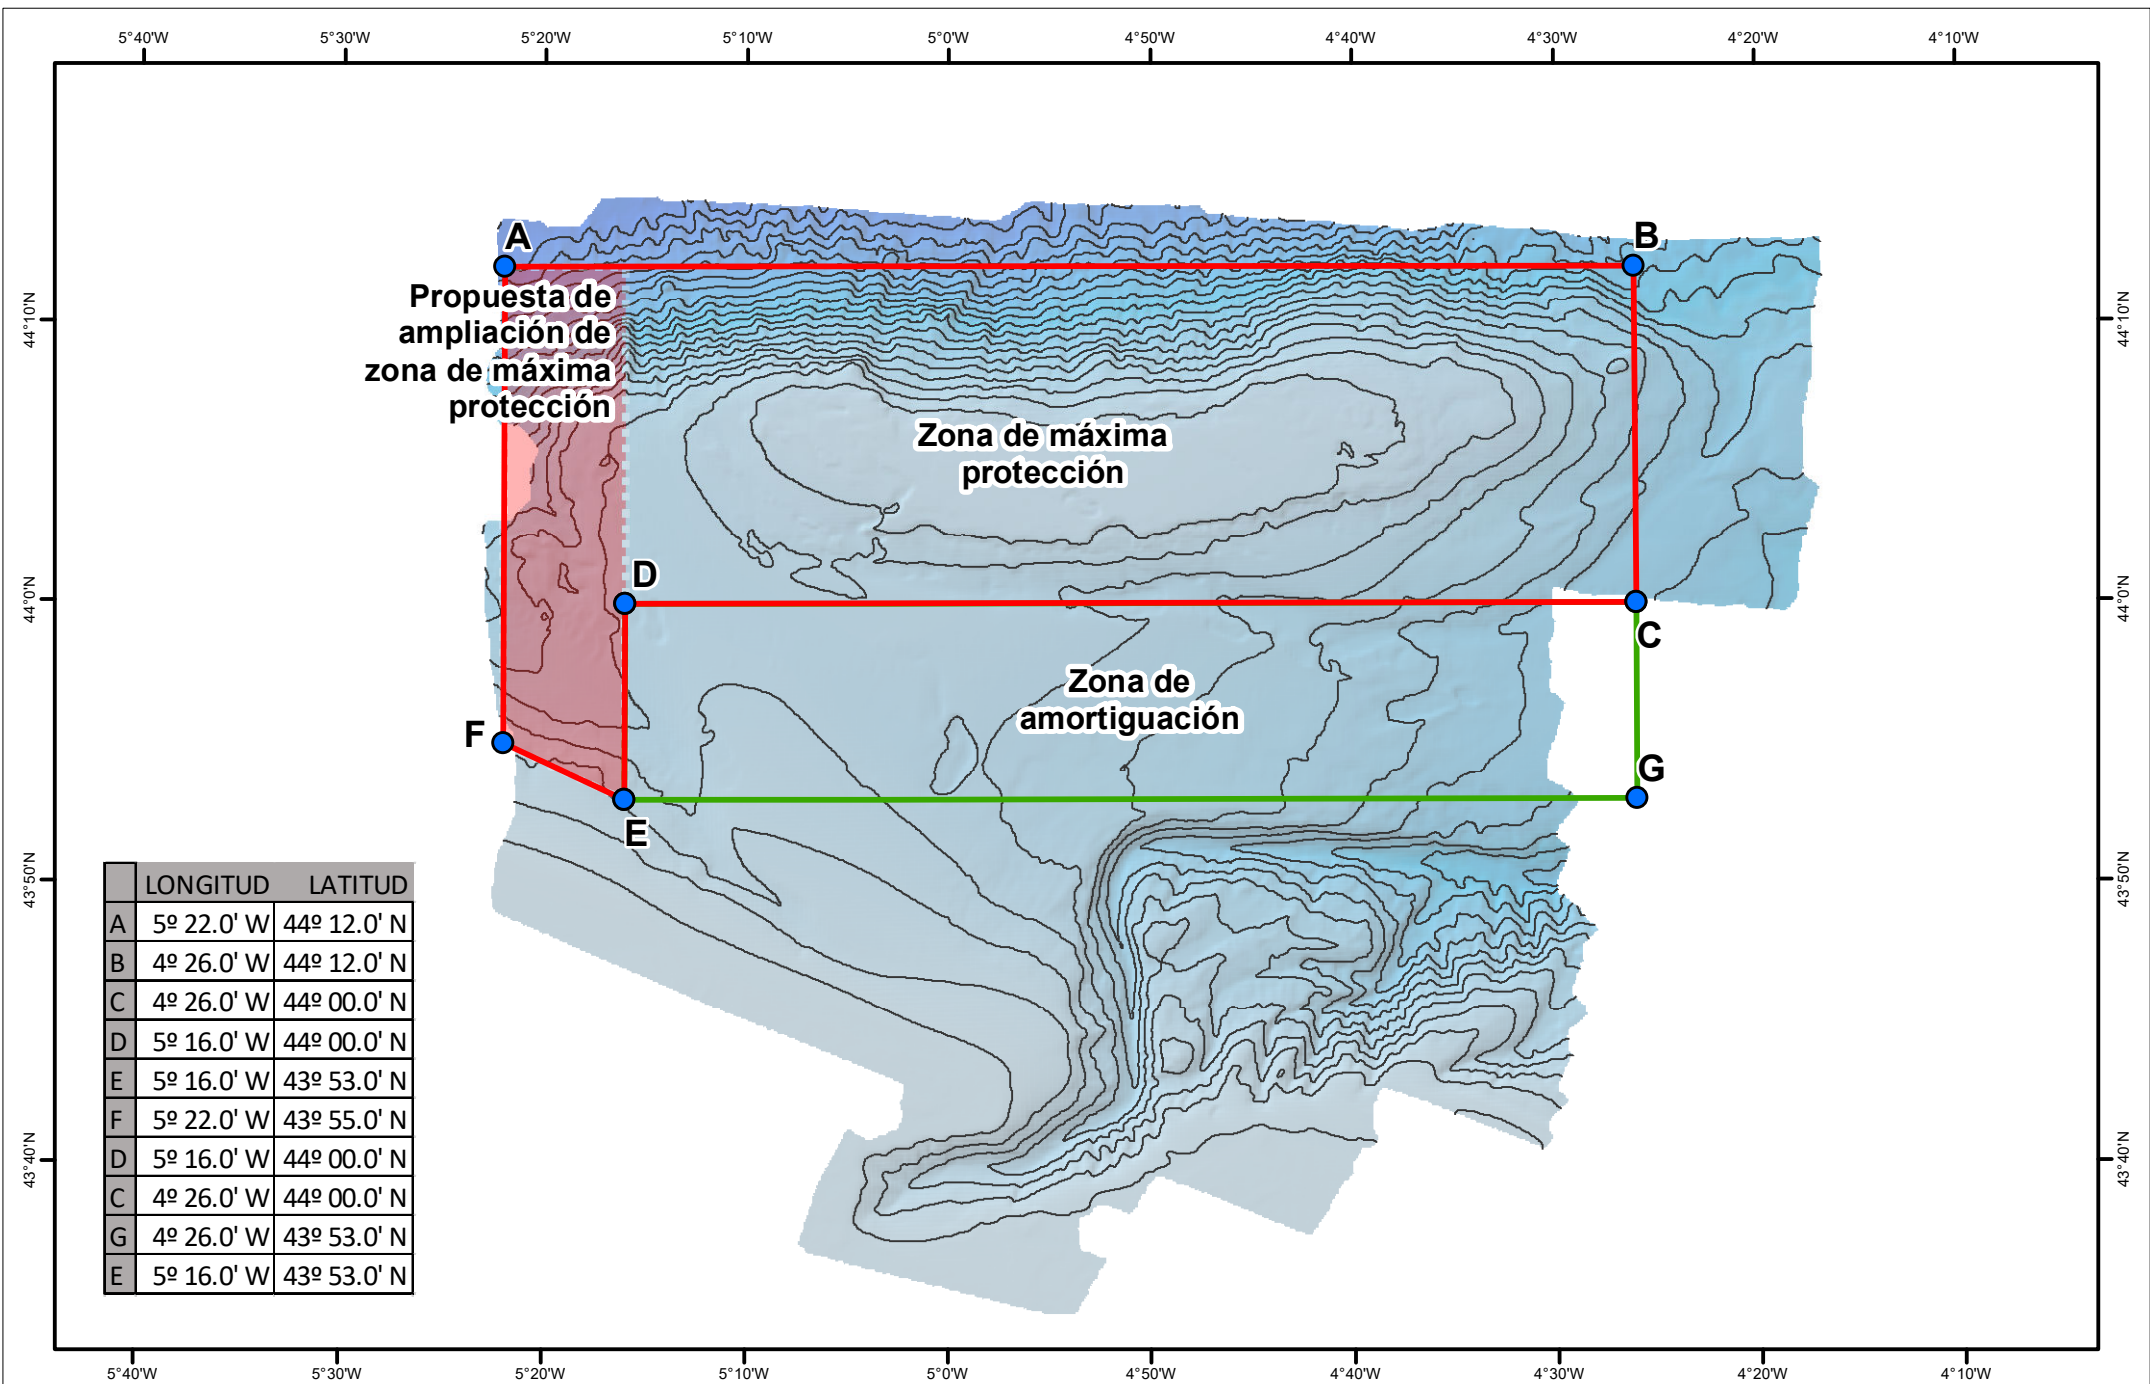 5°40'W 5°30'W 5°20'W 5°10'W 5°0'W 4°50'W 4°40'W 4°30'W 4°20'W 4°10'W
A
B
Propuesta de
ampliación de
zona de máxima
protección
44°10'N
44°10'N
Zona de máxima
protección
D
C
44°0'N
44°0'N
Zona de
amortiguación
F
G
E
43°50'N
43°50'N
LONGITUD LATITUD
A 5º 22.0' W 44º 12.0' N
B 4º 26.0' W 44º 12.0' N
C 4º 26.0' W 44º 00.0' N
D 5º 16.0' W 44º 00.0' N
E 5º 16.0' W 43º 53.0' N
F 5º 22.0' W 43º 55.0' N
D 5º 16.0' W 44º 00.0' N
C 4º 26.0' W 44º 00.0' N
G 4º 26.0' W 43º 53.0' N
E 5º 16.0' W 43º 53.0' N
43°40'N
43°40'N
5°40'W 5°30'W 5°20'W 5°10'W 5°0'W 4°50'W 4°40'W 4°30'W 4°20'W 4°10'W